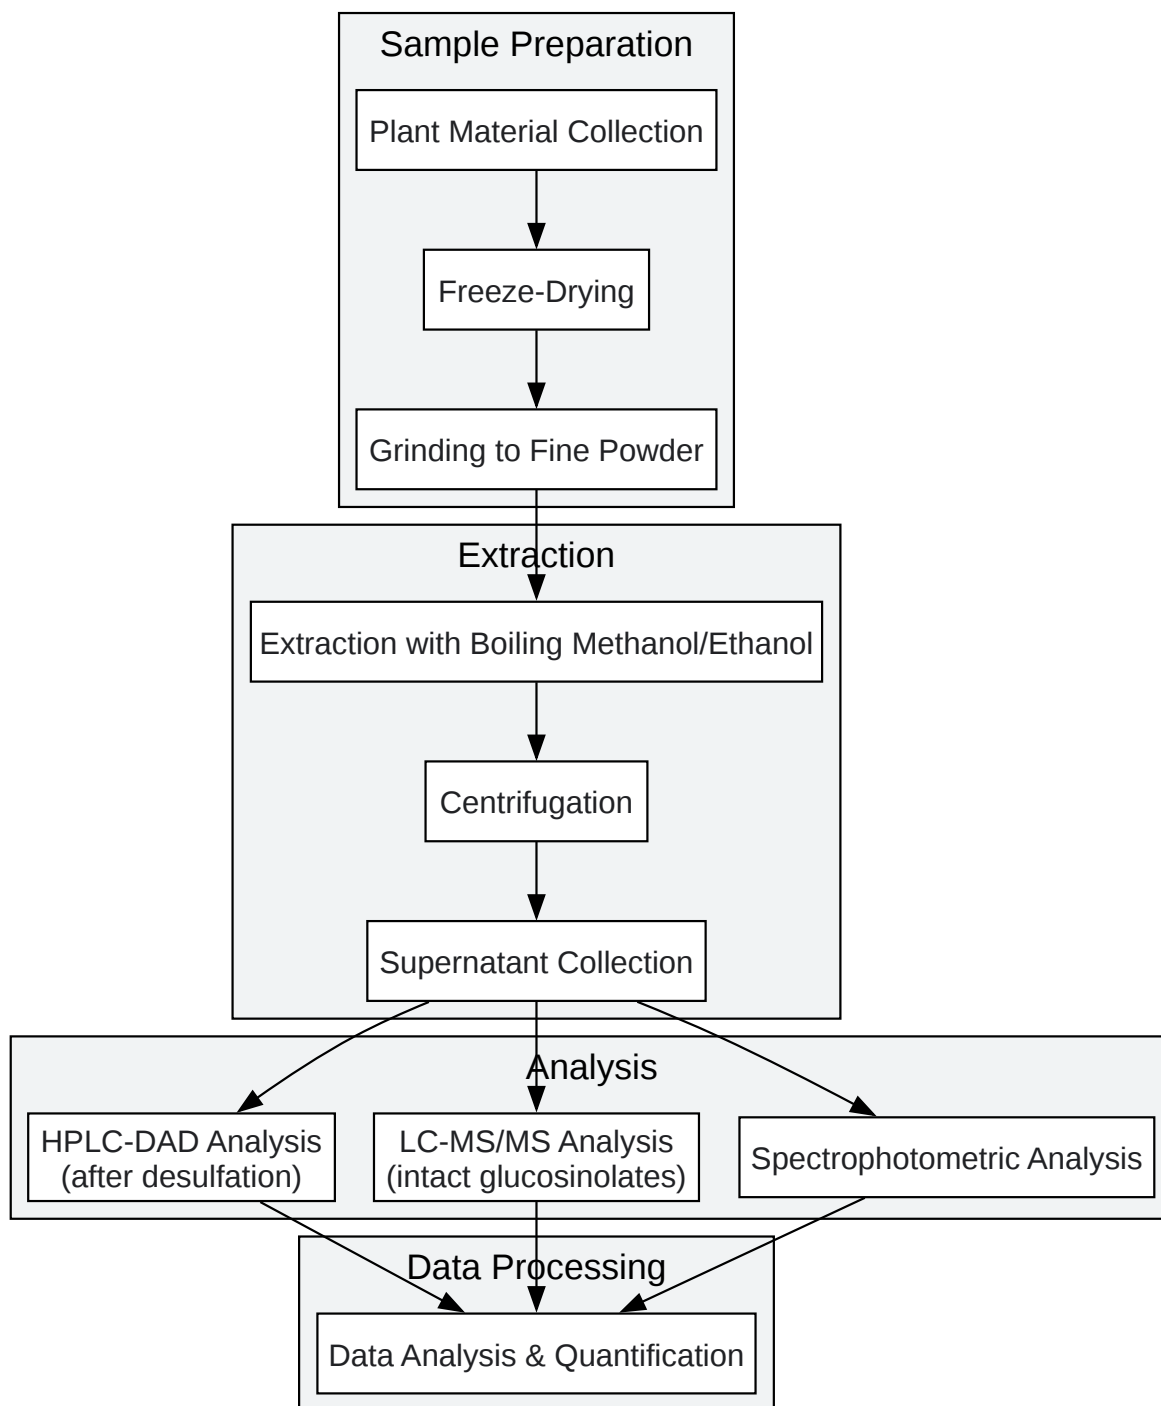 Sample Preparation
Plant Material Collection
Freeze-Drying
Grinding to Fine Powder
Extraction
Extraction with Boiling Methanol/Ethanol
Centrifugation
Supernatant Collection
Analysis
HPLC-DAD Analysis
(after desulfation)
LC-MS/MS Analysis
(intact glucosinolates)
Spectrophotometric Analysis
Data Processing
Data Analysis & Quantification